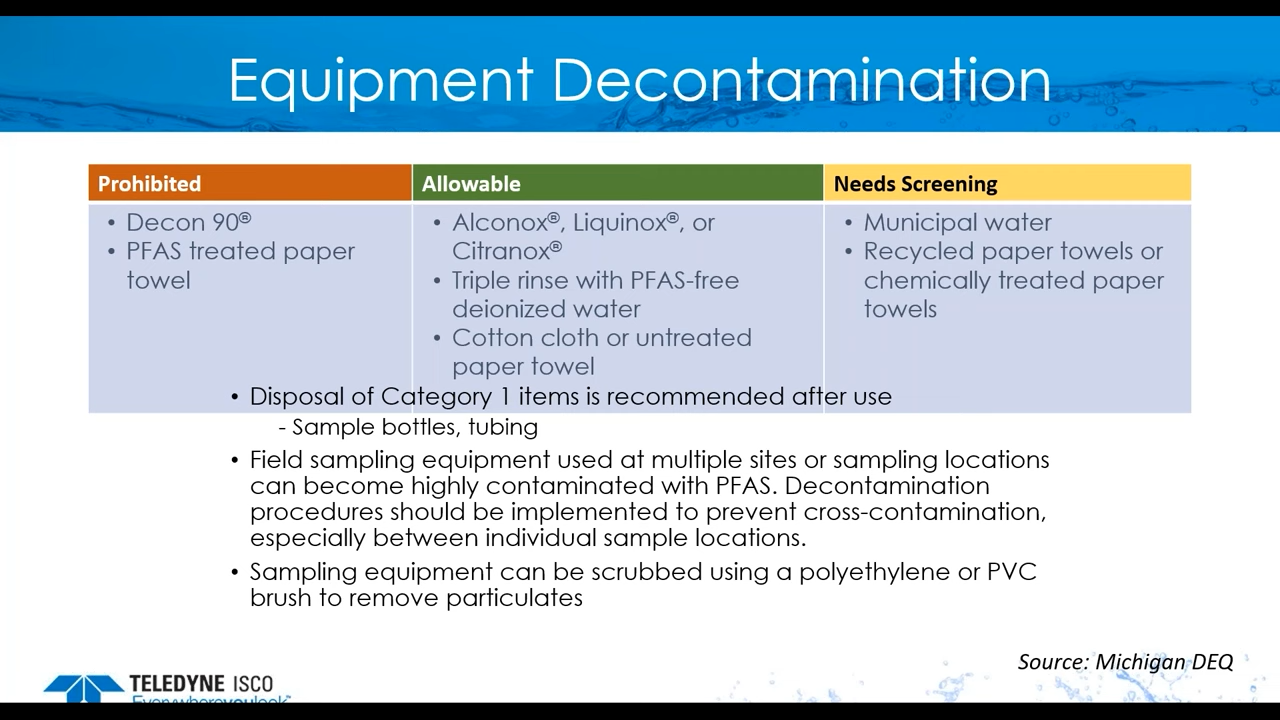 Equipment Decontamination
Prohibited
Allowable
Needs Screening
• Decon 90®
• PFAS treated paper
towel
• Alconox®, Liquinox®, or
Citranox®
• Triple rinse with PFAS-free
deionized water
• Cotton cloth or untreated
paper towel
• Municipal water
• Recycled paper towels or
chemically treated paper
towels
• Disposal of Category 1 items is recommended after use
- Sample bottles, tubing
• Field sampling equipment used at multiple sites or sampling locations
can become highly contaminated with PFAS. Decontamination
procedures should be implemented to prevent cross-contamination,
especially between individual sample locations.
• Sampling equipment can be scrubbed using a polyethylene or PVC
brush to remove particulates
Source: Michigan DEQ
TELEDYNE ISCO
Everywhereyoulook™